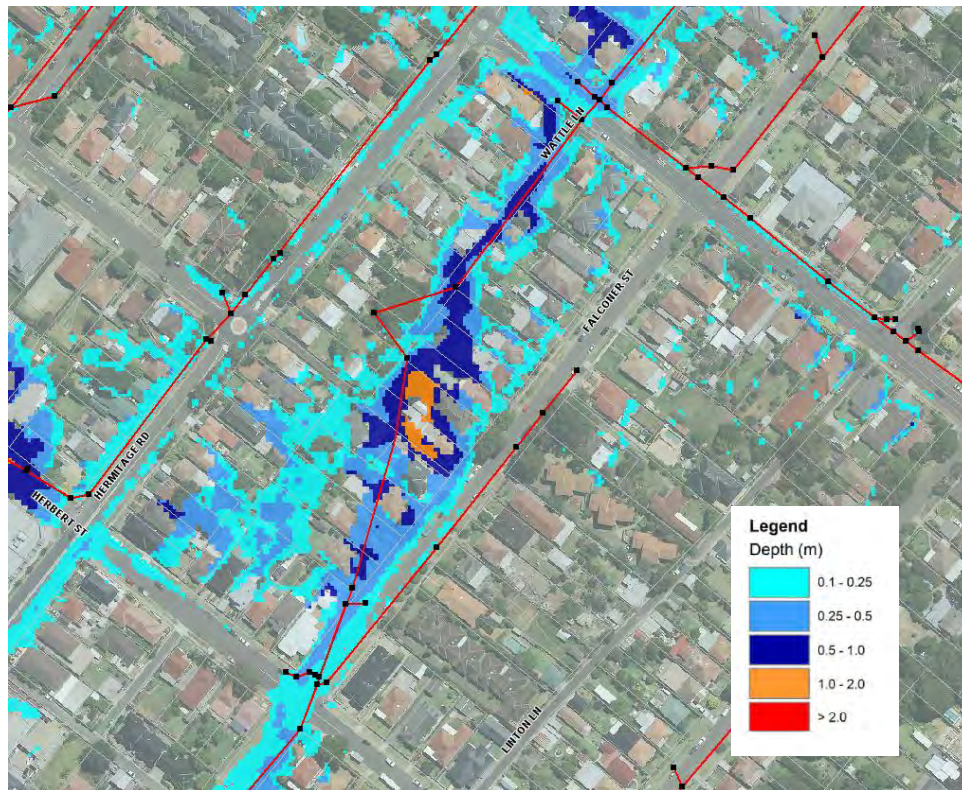 WATTLE LN
FALCONER ST
HERMITAGE RD
HERBERT ST
LINTON LN
Legend
Depth (m)
0.1 - 0.25
0.25 - 0.5
0.5 - 1.0
1.0 - 2.0
> 2.0